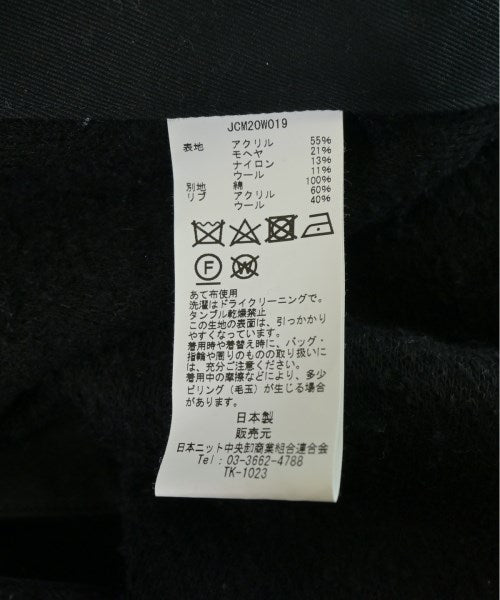 JCM20W019
表地 アクリル 55%
モヘヤ 21%
ナイロン 13%
ウール 11%
別地 綿 100%
リブ アクリル 60%
ウール 40%
F W
あて布使用
洗濯はドライクリーニングで。
タンブル乾燥禁止
この生地の表面は、引っかかり
やすくなっています。
着用時や着替え時に、バッグ・
指輪や周りのものの取り扱いに
は、充分ご注意ください。
着用中の摩擦などにより、多少
ピリング(毛玉)が生じる場合
があります。
日本製
販売元
日本ニット中央卸商業組合連合会
Tel : 03-3662-4788
TK-1023